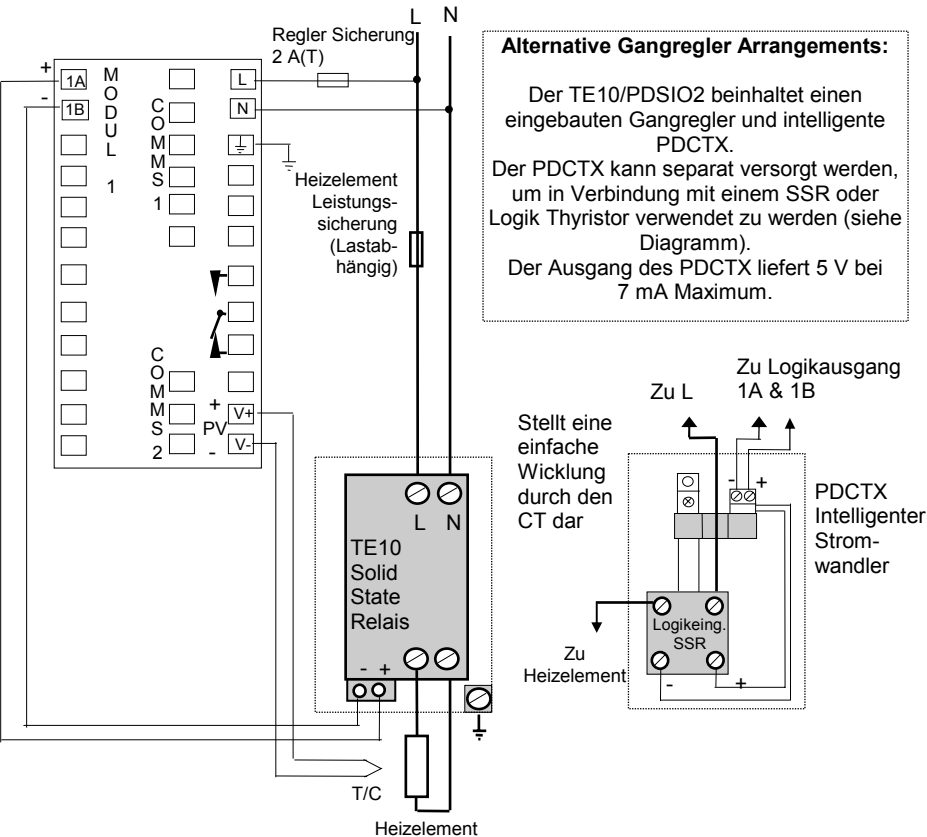 L N
Regler Sicherung
2 A(T)
+
1A
-
1B
MODUL 1
COMMS 1
L
N
Heizelement
Leistungs-
sicherung
(Lastab-
hängig)
COMMS 2
+
PV
-
V+
V-
Alternative Gangregler Arrangements:
Der TE10/PDSIO2 beinhaltet einen
eingebauten Gangregler und intelligente
PDCTX.
Der PDCTX kann separat versorgt werden,
um in Verbindung mit einem SSR oder
Logik Thyristor verwendet zu werden (siehe
Diagramm).
Der Ausgang des PDCTX liefert 5 V bei
7 mA Maximum.
L N
TE10
Solid
State
Relais
- +
T/C
Heizelement
Stellt eine
einfache
Wicklung
durch den
CT dar
Zu L
Zu Logikausgang
1A & 1B
- +
PDCTX
Intelligenter
Strom-
wandler
Logikeing.
SSR
- +
Zu
Heizelement